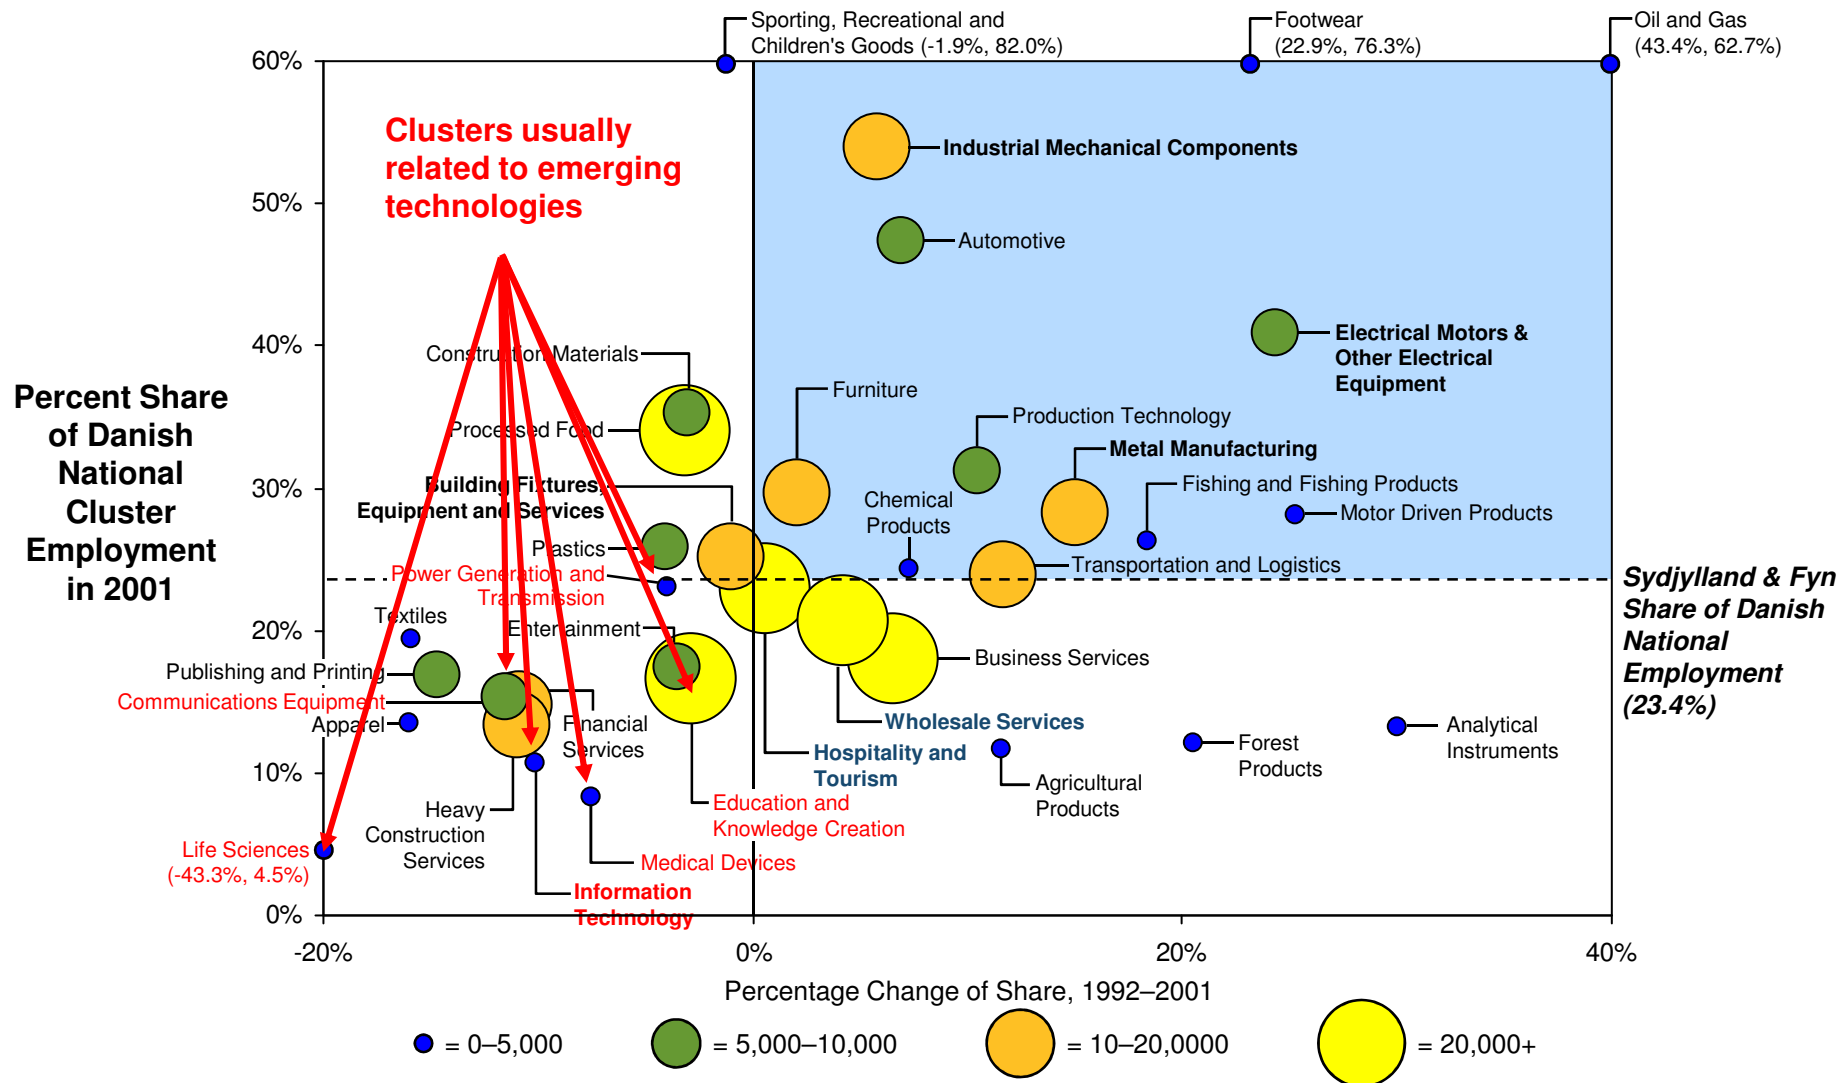 Sporting, Recreational and
Children's Goods (-1.9%, 82.0%)
Footwear
(22.9%, 76.3%)
Oil and Gas
(43.4%, 62.7%)
60%
50%
40%
30%
20%
10%
0%
Percent Share
of Danish
National
Cluster
Employment
in 2001
Clusters usually
related to emerging
technologies
Industrial Mechanical Components
Automotive
Electrical Motors &
Other Electrical
Equipment
Construction Materials
Furniture
Production Technology
Processed Food
Metal Manufacturing
Building Fixtures,
Equipment and Services
Chemical
Products
Fishing and Fishing Products
Motor Driven Products
Plastics
Transportation and Logistics
Power Generation and
Transmission
Sydjylland & Fyn
Share of Danish
National
Employment
(23.4%)
Textiles
Entertainment
Publishing and Printing
Business Services
Communications Equipment
Apparel
Financial
Services
Wholesale Services
Hospitality and
Tourism
Analytical
Instruments
Forest
Products
Agricultural
Products
Heavy
Construction
Services
Education and
Knowledge Creation
Life Sciences
(-43.3%, 4.5%)
Medical Devices
Information
Technology
-20%
0%
20%
40%
Percentage Change of Share, 1992–2001
= 0–5,000
= 5,000–10,000
= 10–20,0000
= 20,000+